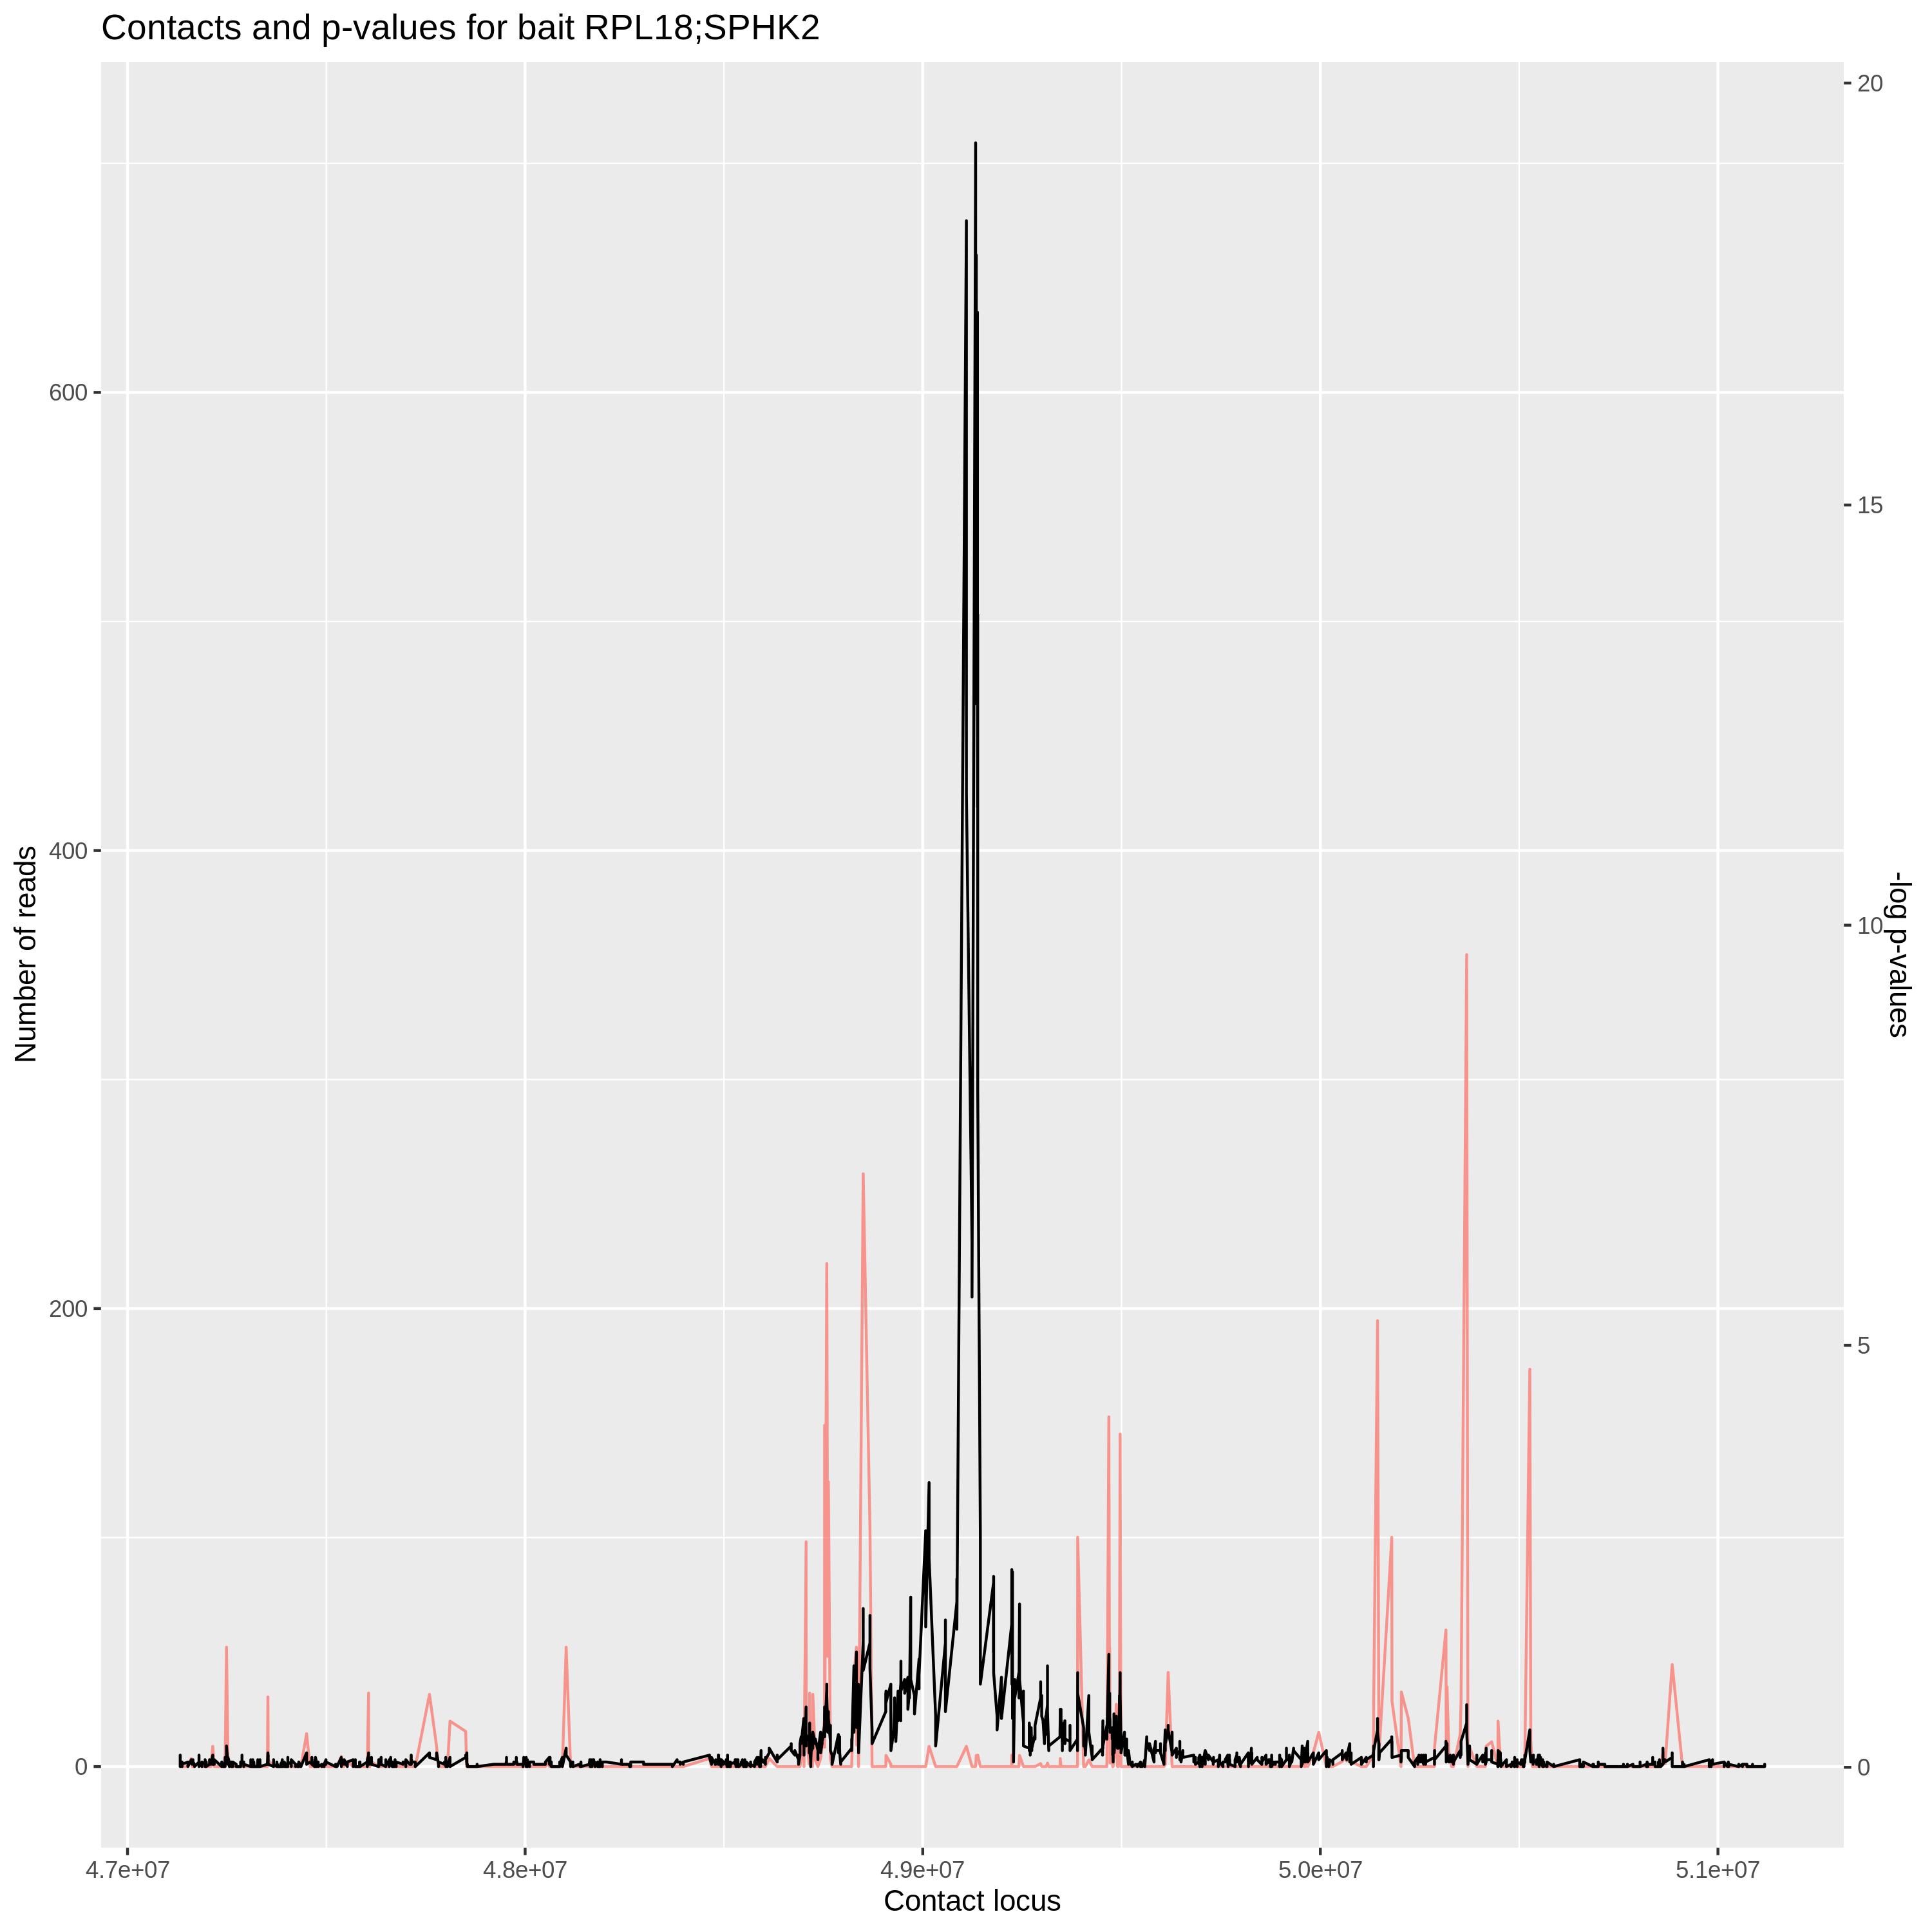 Contacts and p-values for bait RPL18;SPHK2
Number of reads
600
400
200
0
20
15
10
5
0
-log p-values
4.7e+07 4.8e+07 4.9e+07 5.0e+07 5.1e+07
Contact locus